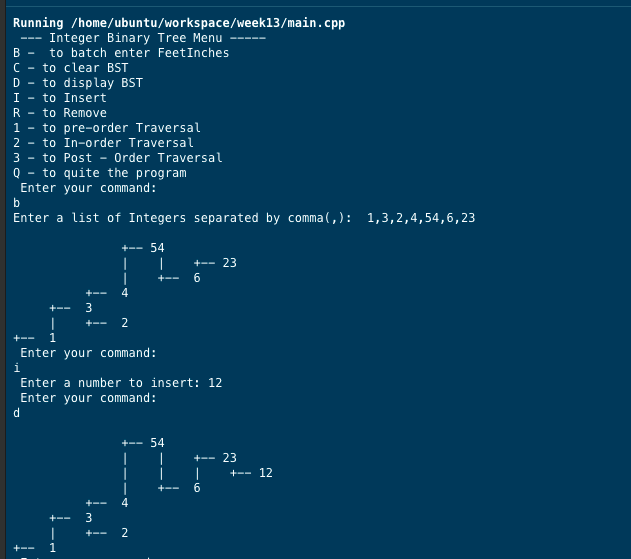 Running /home/ubuntu/workspace/week13/main.cpp
 --- Integer Binary Tree Menu -----
B -  to batch enter FeetInches
C - to clear BST
D - to display BST
I - to Insert
R - to Remove
1 - to pre-order Traversal
2 - to In-order Traversal
3 - to Post - Order Traversal
Q - to quite the program
 Enter your command:
b
Enter a list of Integers separated by comma(,):  1,3,2,4,54,6,23

               +-- 54
               |    |    +-- 23
               |    +--  6
          +--  4
     +--  3
     |    +--  2
+--  1
 Enter your command:
i
 Enter a number to insert: 12
 Enter your command:
d

               +-- 54
               |    |    +-- 23
               |    |    |    +-- 12
               |    +--  6
          +--  4
     +--  3
     |    +--  2
+--  1